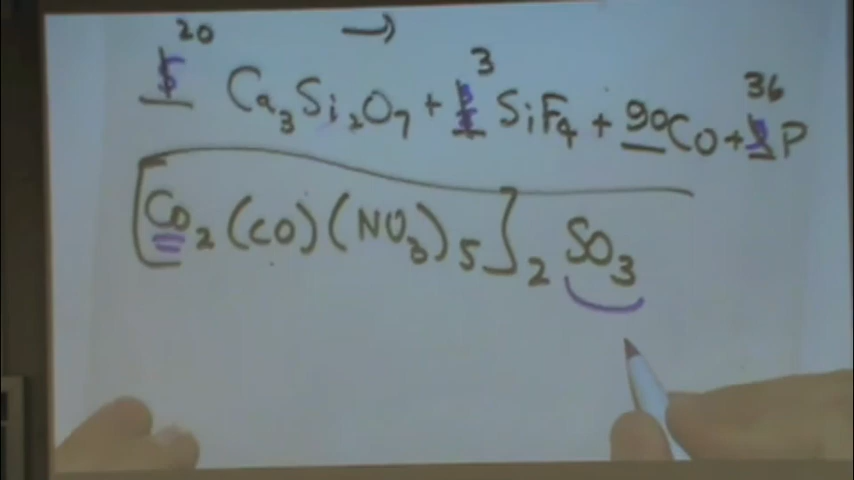 20 →
Ca₃Si₂O₇ + 3 SiF₄ + 90CO + 36 P
[Co₂(CO)(NO₃)₅]₂ SO₃